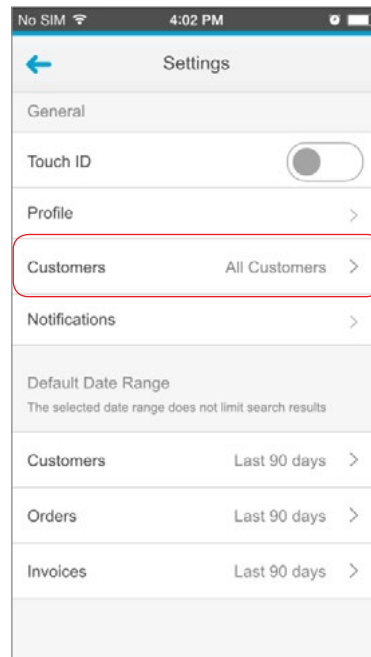 No SIM 4:02 PM
Settings
General
Touch ID
Profile
Customers All Customers
Notifications
Default Date Range
The selected date range does not limit search results
Customers Last 90 days
Orders Last 90 days
Invoices Last 90 days